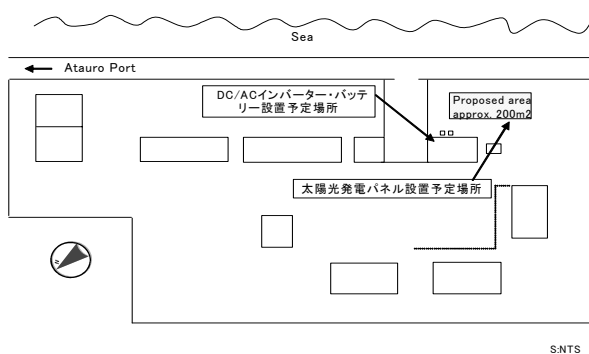 Sea
Atauro Port
DC/ACインバーター・バッテ
リー設置予定場所
Proposed area
approx. 200m2
太陽光発電パネル設置予定場所
N
S:NTS